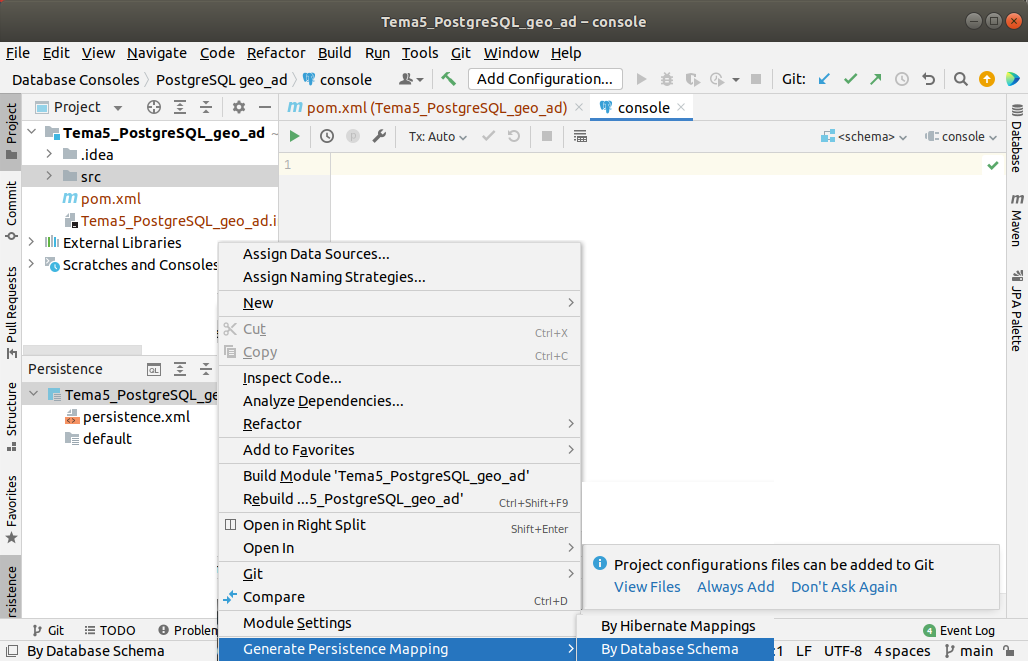 Tema5_PostgreSQL_geo_ad – console
File Edit View Navigate Code Refactor Build Run Tools Git Window Help
Database Consoles PostgreSQL geo_ad console Add Configuration... Git:
Project pom.xml (Tema5_PostgreSQL_geo_ad) console
Tx: Auto <schema> console
Tema5_PostgreSQL_geo_ad ~
.idea
src
pom.xml
Tema5_PostgreSQL_geo_ad.i
External Libraries
Scratches and Consoles
1
Project
Commit
Pull Requests
Structure
Favorites
rsistence
Database
m Maven
JPA Palette
Persistence
QL
Tema5_PostgreSQL_ge
persistence.xml
default
Assign Data Sources...
Assign Naming Strategies...
New
Cut Ctrl+X
Copy Ctrl+C
Inspect Code...
Analyze Dependencies...
Refactor
Add to Favorites
Build Module 'Tema5_PostgreSQL_geo_ad'
Rebuild ...5_PostgreSQL_geo_ad' Ctrl+Shift+F9
Open in Right Split Shift+Enter
Open In
Git
Compare Ctrl+D
Module Settings
Generate Persistence Mapping
By Hibernate Mappings
By Database Schema
Project configurations files can be added to Git
View Files Always Add Don't Ask Again
Git TODO Problem 4 Event Log
By Database Schema :1 LF UTF-8 4 spaces main